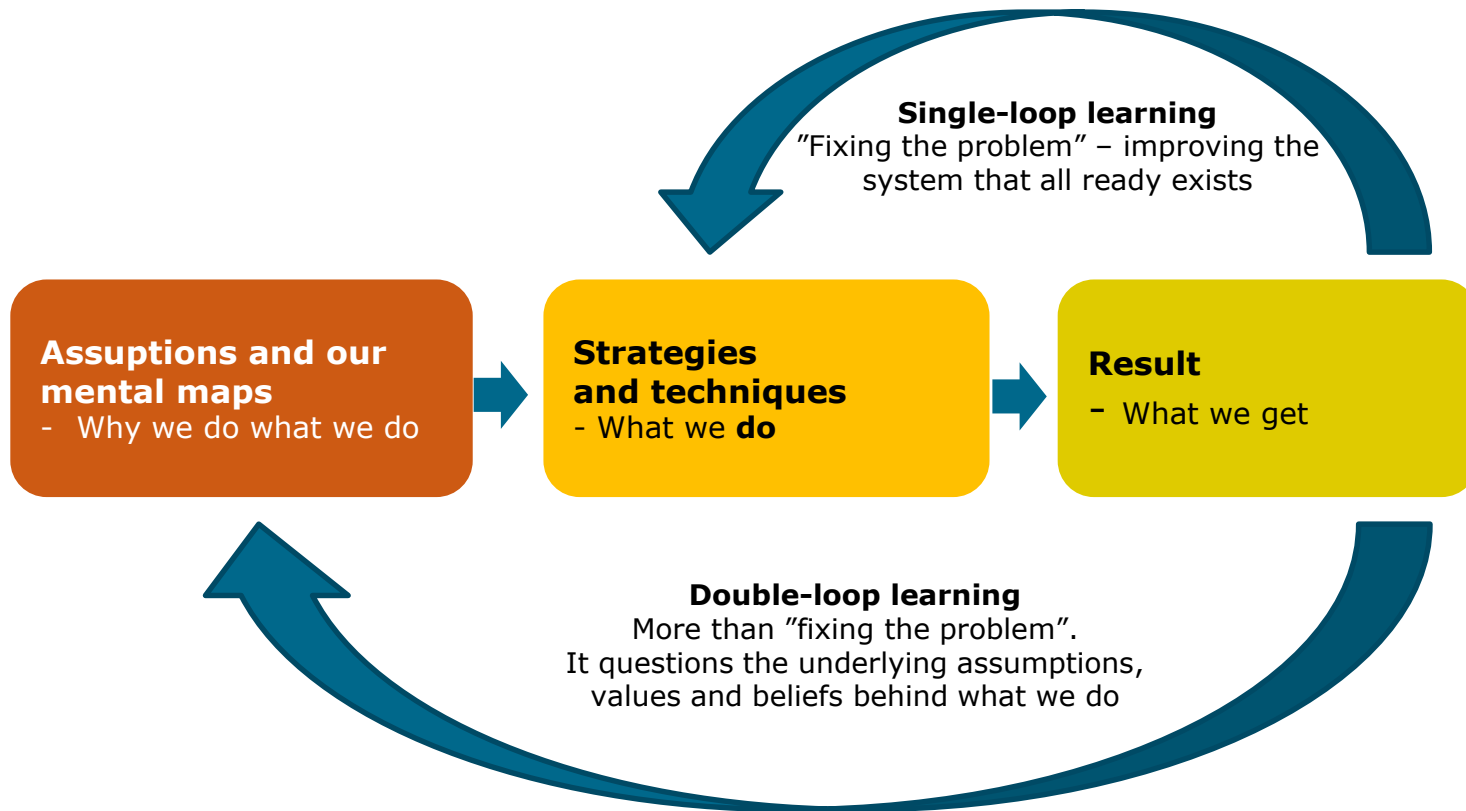 Single-loop learning
”Fixing the problem” – improving the
system that all ready exists
Assuptions and our
mental maps
- Why we do what we do
Strategies
and techniques
- What we do
Result
- What we get
Double-loop learning
More than ”fixing the problem”.
It questions the underlying assumptions,
values and beliefs behind what we do